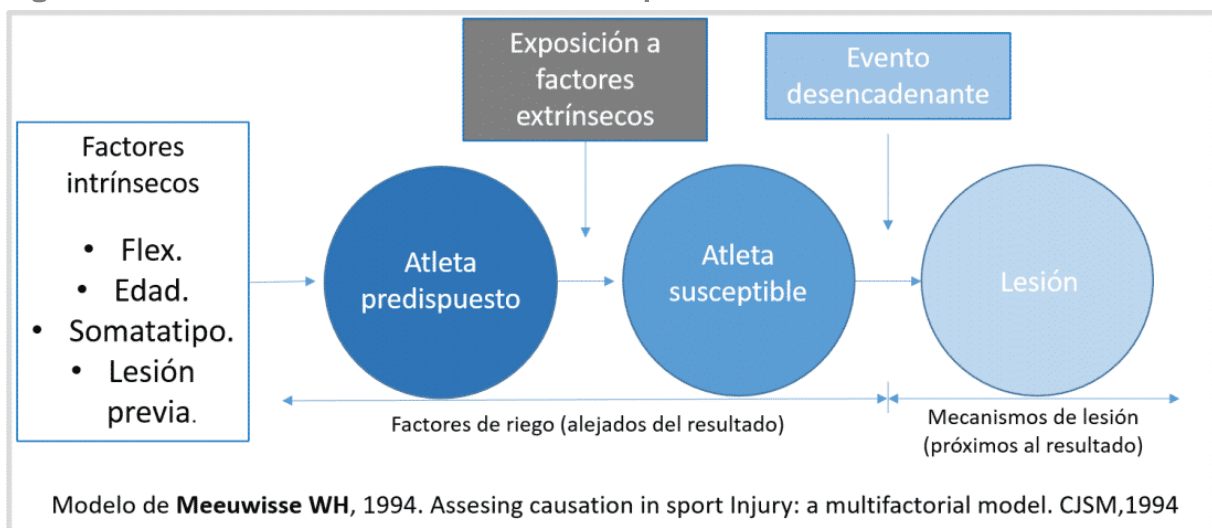 Exposición a
factores
extrínsecos
Evento
desencadenante
Factores
intrínsecos
• Flex.
• Edad.
• Somatatipo.
• Lesión
previa.
Atleta
predispuesto
Atleta
susceptible
Lesión
Factores de riego (alejados del resultado)
Mecanismos de lesión
(próximos al resultado)
Modelo de Meeuwisse WH, 1994. Assesing causation in sport Injury: a multifactorial model. CJSM,1994